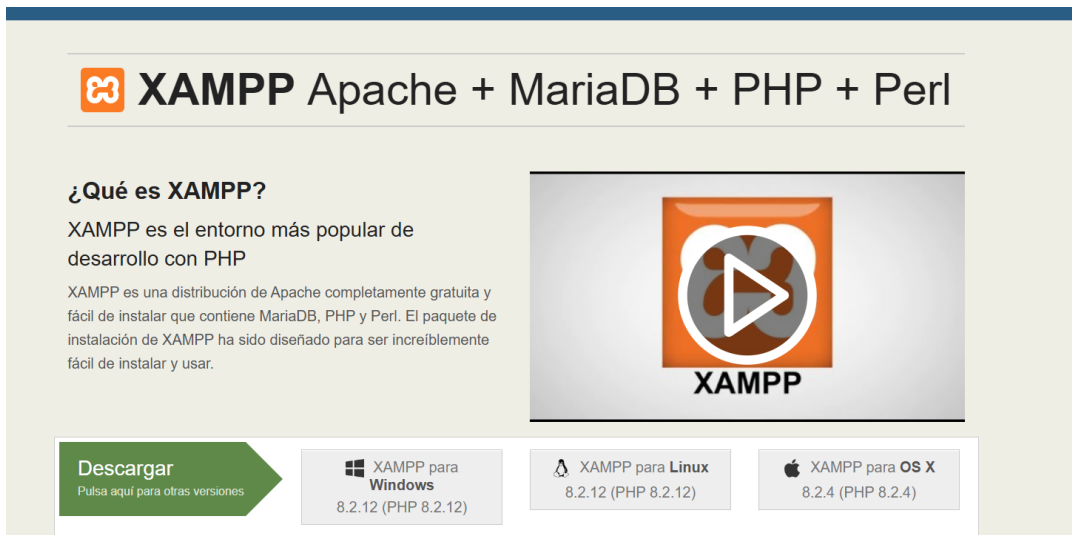 XAMPP Apache + MariaDB + PHP + Perl
¿Qué es XAMPP?
XAMPP es el entorno más popular de
desarrollo con PHP
XAMPP es una distribución de Apache completamente gratuita y
fácil de instalar que contiene MariaDB, PHP y Perl. El paquete de
instalación de XAMPP ha sido diseñado para ser increíblemente
fácil de instalar y usar.
XAMPP
Descargar
Pulsa aquí para otras versiones
XAMPP para
Windows
8.2.12 (PHP 8.2.12)
XAMPP para Linux
8.2.12 (PHP 8.2.12)
XAMPP para OS X
8.2.4 (PHP 8.2.4)